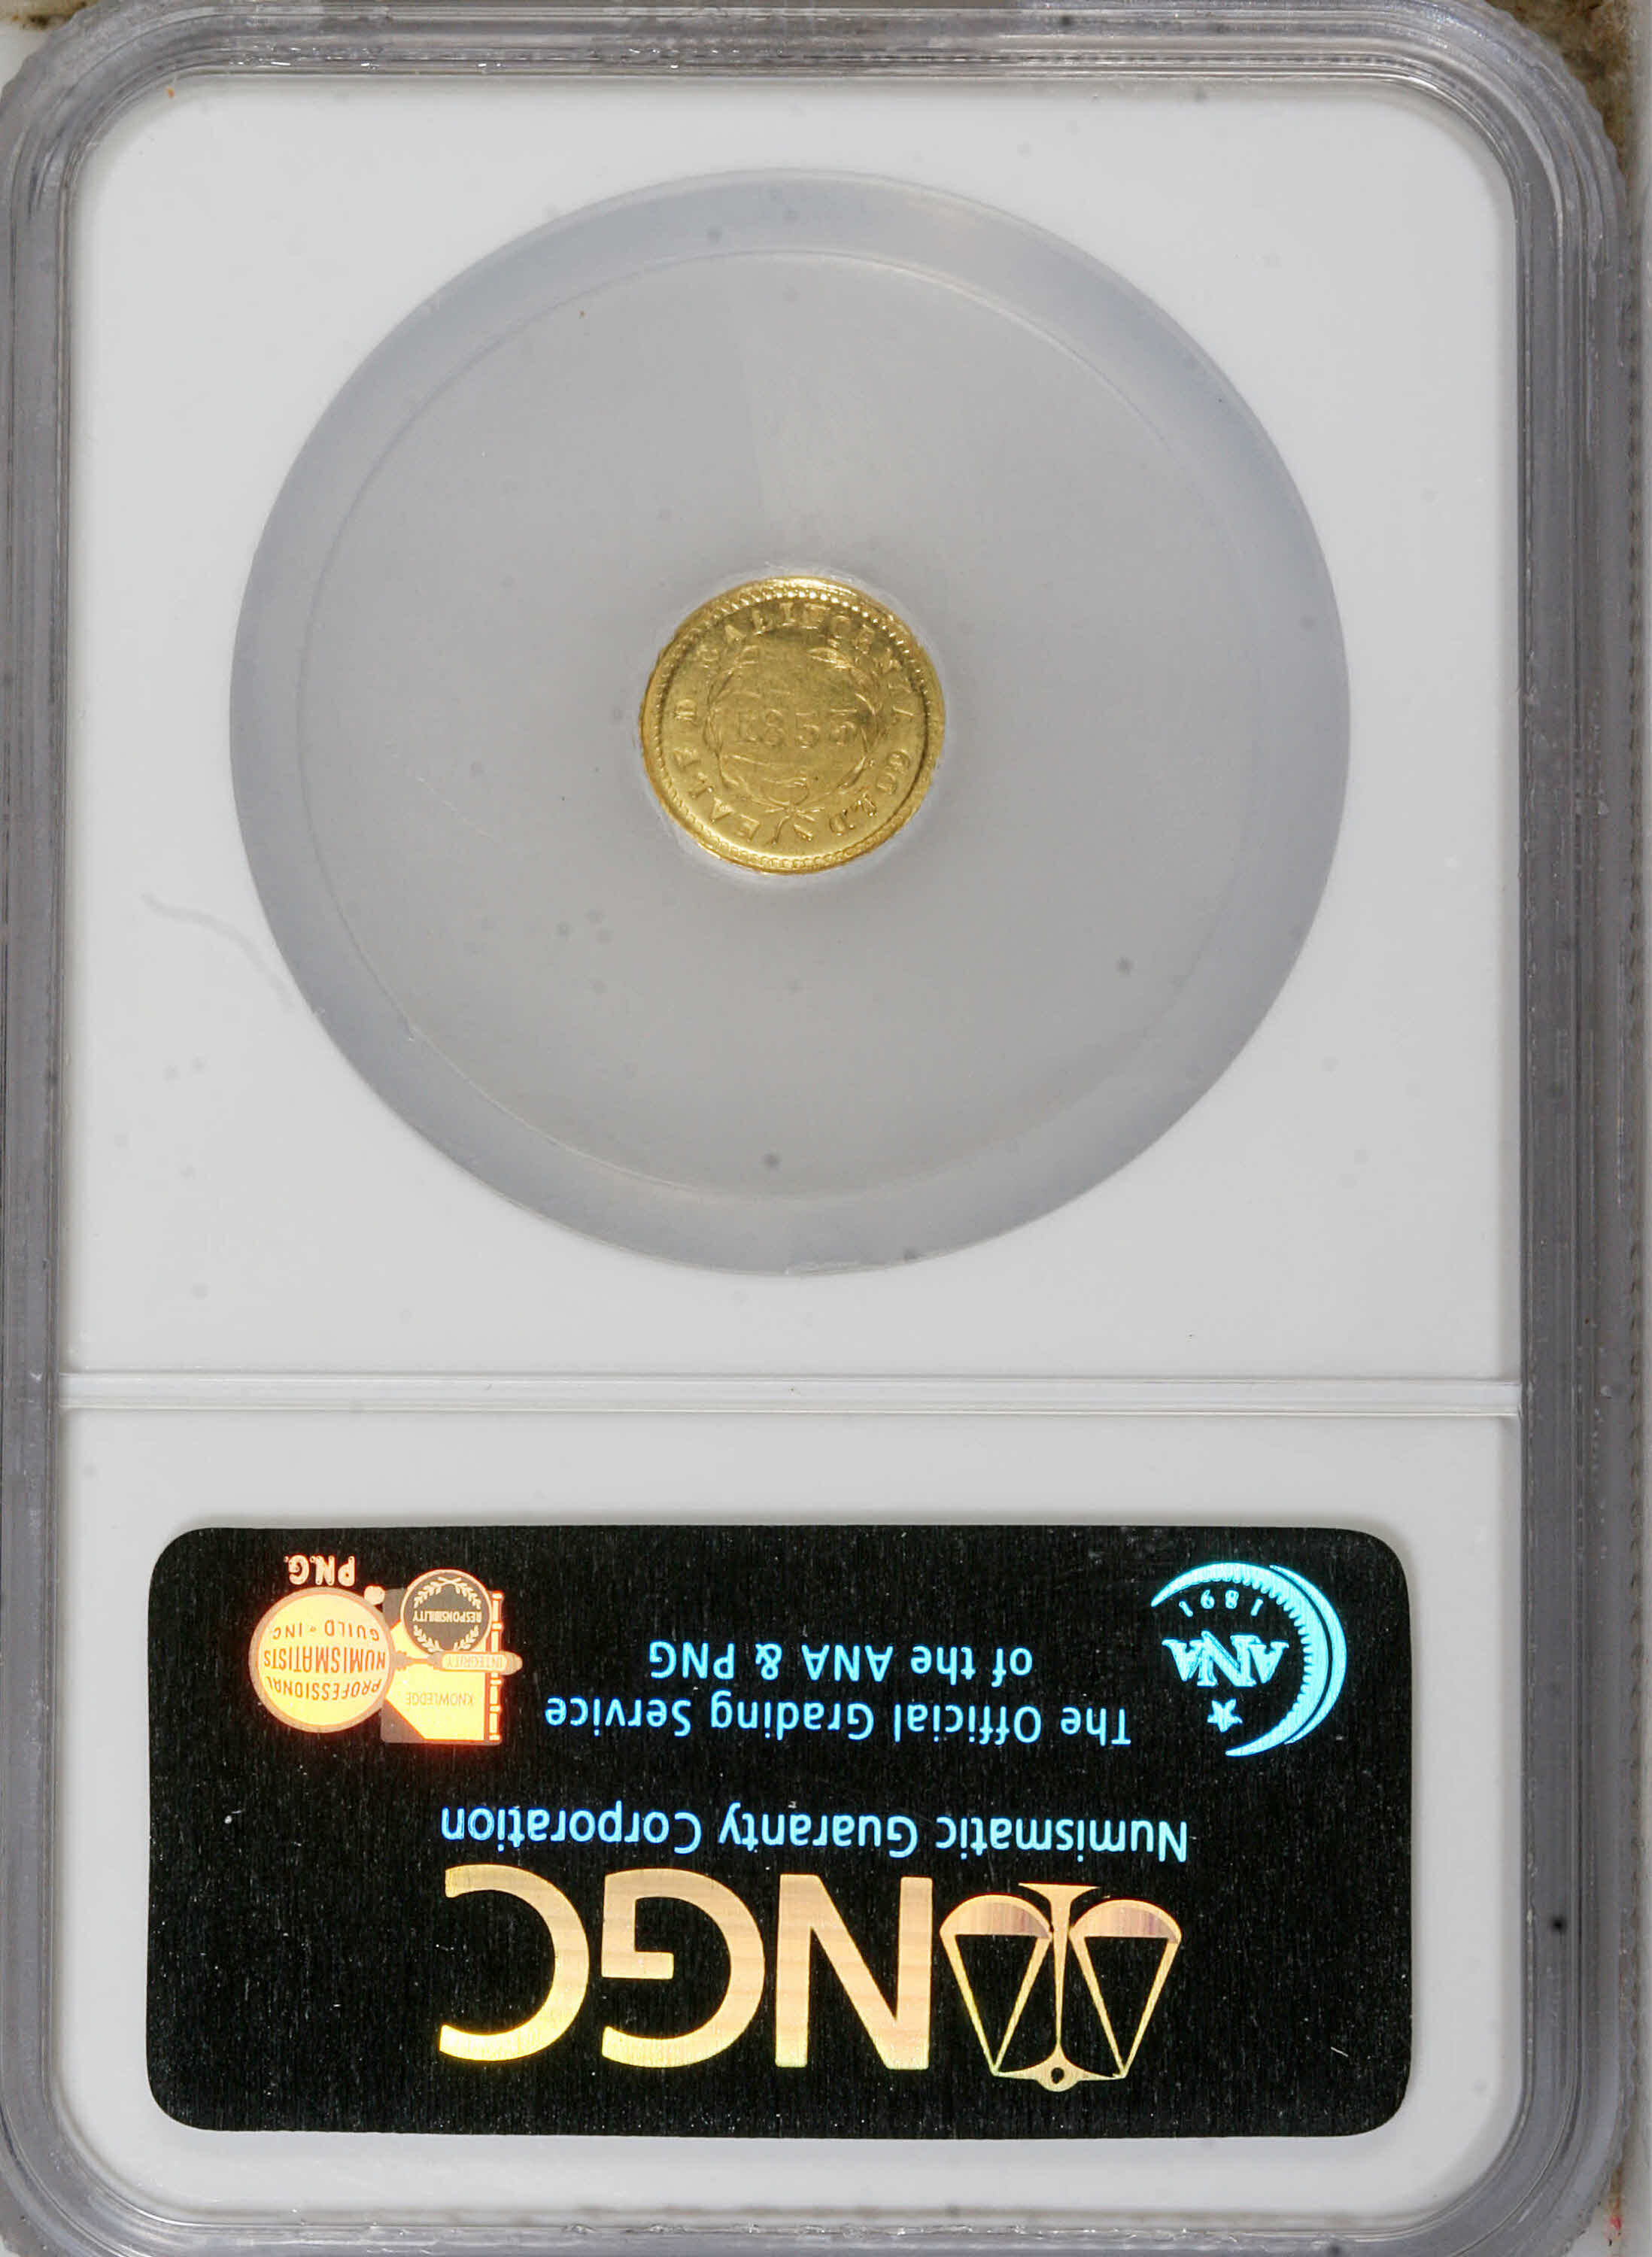 HALF D. CALIFORNIA GOLD
1853
NGC
Numismatic Guaranty Corporation
The Official Grading Service
of the ANA & PNG
ANA
1891
KNOWLEDGE
INTEGRITY
RESPONSIBILITY
PROFESSIONAL
NUMISMATISTS
GUILD • INC
P.N.G.